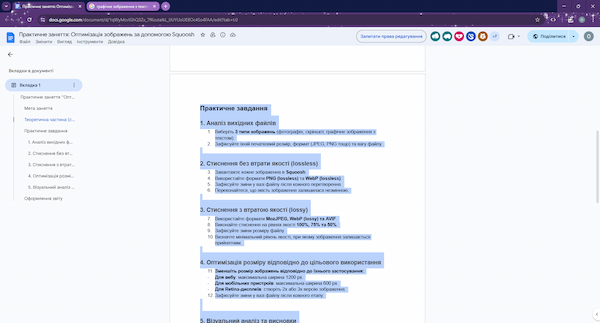 Практичне заняття:Оптиміз
графічне зображення з текст
docs.google.com/document/d/
Практичне заняття: Оптимізація зображень за допомогою Squoosh
Файл Змінити Вигляд Інструменти Довідка
Запитати права редагування
Поділитися
Вкладки в документі
Вкладка 1
Практичне заняття "Опт...
Мета заняття
Теоретична частина (о...
Практичне завдання
1. Аналіз вихідних ф...
2. Стиснення без вт...
3. Стиснення з втрат...
4. Оптимізація розмі...
5. Візуальний аналіз...
Оформлення звіту
Практичне завдання
1. Аналіз вихідних файлів
1. Виберіть 3 типи зображень (фотографія, скріншот, графічне зображення з
текстом).
2. Зафіксуйте їхній початковий розмір, формат (JPEG, PNG тощо) та вагу файлу.
2. Стиснення без втрати якості (lossless)
3. Завантажте кожне зображення в Squoosh.
4. Використайте формати PNG (lossless) та WebP (lossless).
5. Зафіксуйте зміни у вазі файлу після кожного перетворення.
6. Переконайтеся, що якість зображення залишилася незмінною.
3. Стиснення з втратою якості (lossy)
7. Використайте формати MozJPEG, WebP (lossy) та AVIF.
8. Виконайте стиснення на рівнях якості 100%, 75% та 50%.
9. Зафіксуйте зміни розміру файлу.
10. Визначте мінімальний рівень якості, при якому зображення залишається
прийнятним.
4. Оптимізація розміру відповідно до цільового використання
11. Зменшіть розмір зображень відповідно до їхнього застосування:
- Для вебу: максимальна ширина 1200 px.
- Для мобільних пристроїв: максимальна ширина 600 px.
- Для Retina-дисплеїв: створіть 2x або 3x версію зображення.
12. Зафіксуйте зміни у вазі файлу після кожного етапу.
5. Візуальний аналіз та висновки